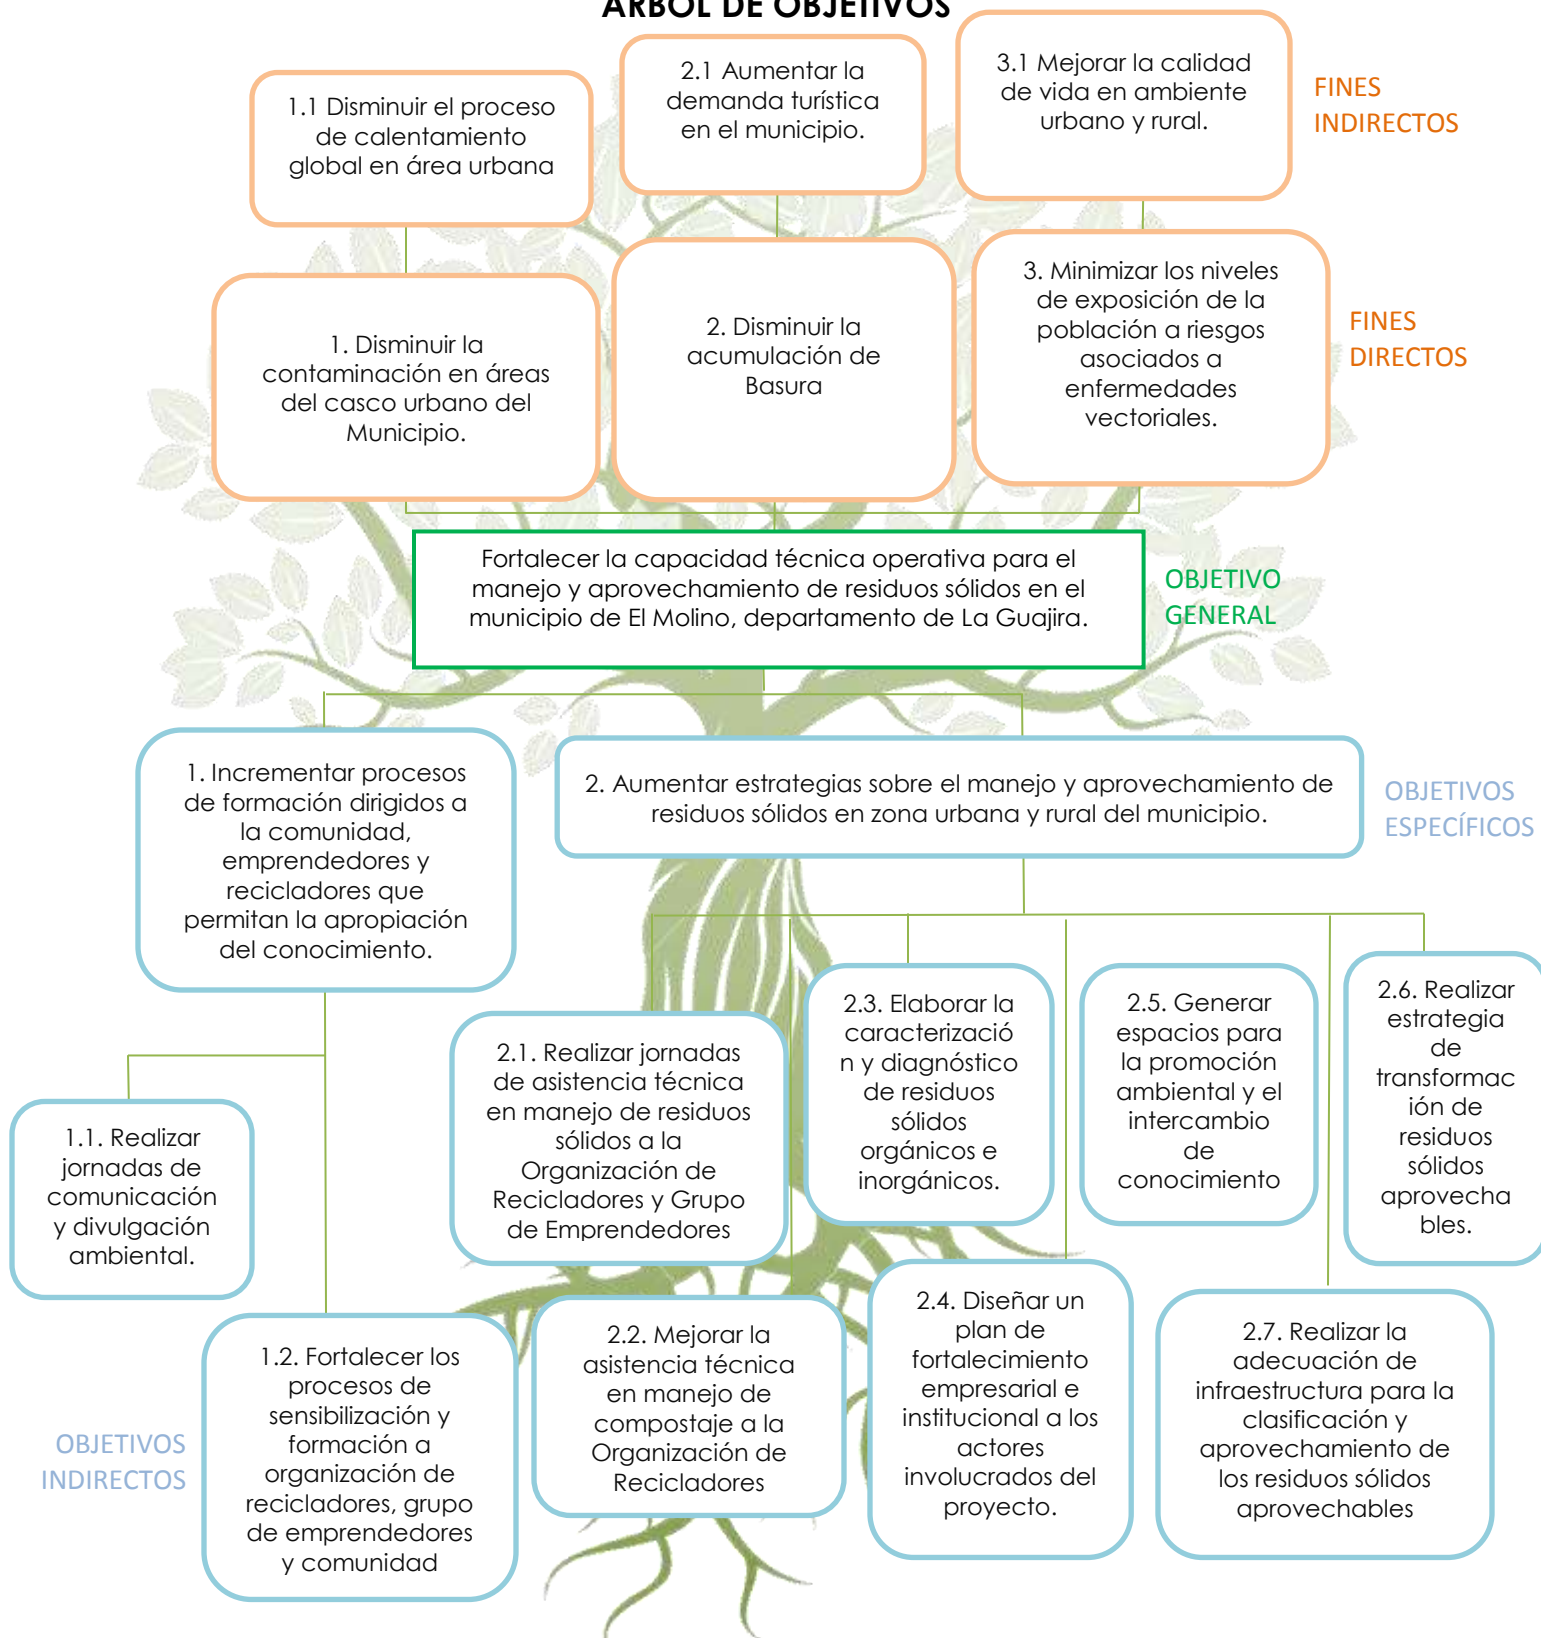 ÁRBOL DE OBJETIVOS
1.1 Disminuir el proceso
de calentamiento
global en área urbana
2.1 Aumentar la
demanda turística
en el municipio.
3.1 Mejorar la calidad
de vida en ambiente
urbano y rural.
FINES
INDIRECTOS
1. Disminuir la
contaminación en áreas
del casco urbano del
Municipio.
2. Disminuir la
acumulación de
Basura
3. Minimizar los niveles
de exposición de la
población a riesgos
asociados a
enfermedades
vectoriales.
FINES
DIRECTOS
Fortalecer la capacidad técnica operativa para el
manejo y aprovechamiento de residuos sólidos en el
municipio de El Molino, departamento de La Guajira.
OBJETIVO
GENERAL
1. Incrementar procesos
de formación dirigidos a
la comunidad,
emprendedores y
recicladores que
permitan la apropiación
del conocimiento.
2. Aumentar estrategias sobre el manejo y aprovechamiento de
residuos sólidos en zona urbana y rural del municipio.
OBJETIVOS
ESPECÍFICOS
1.1. Realizar
jornadas de
comunicación
y divulgación
ambiental.
1.2. Fortalecer los
procesos de
sensibilización y
formación a
organización de
recicladores, grupo
de emprendedores
y comunidad
2.1. Realizar jornadas
de asistencia técnica
en manejo de residuos
sólidos a la
Organización de
Recicladores y Grupo
de Emprendedores
2.2. Mejorar la
asistencia técnica
en manejo de
compostaje a la
Organización de
Recicladores
2.3. Elaborar la
caracterizació
n y diagnóstico
de residuos
sólidos
orgánicos e
inorgánicos.
2.4. Diseñar un
plan de
fortalecimiento
empresarial e
institucional a los
actores
involucrados del
proyecto.
2.5. Generar
espacios para
la promoción
ambiental y el
intercambio
de
conocimiento
2.6. Realizar
estrategia
de
transformac
ión de
residuos
sólidos
aprovecha
bles.
2.7. Realizar la
adecuación de
infraestructura para la
clasificación y
aprovechamiento de
los residuos sólidos
aprovechables
OBJETIVOS
INDIRECTOS